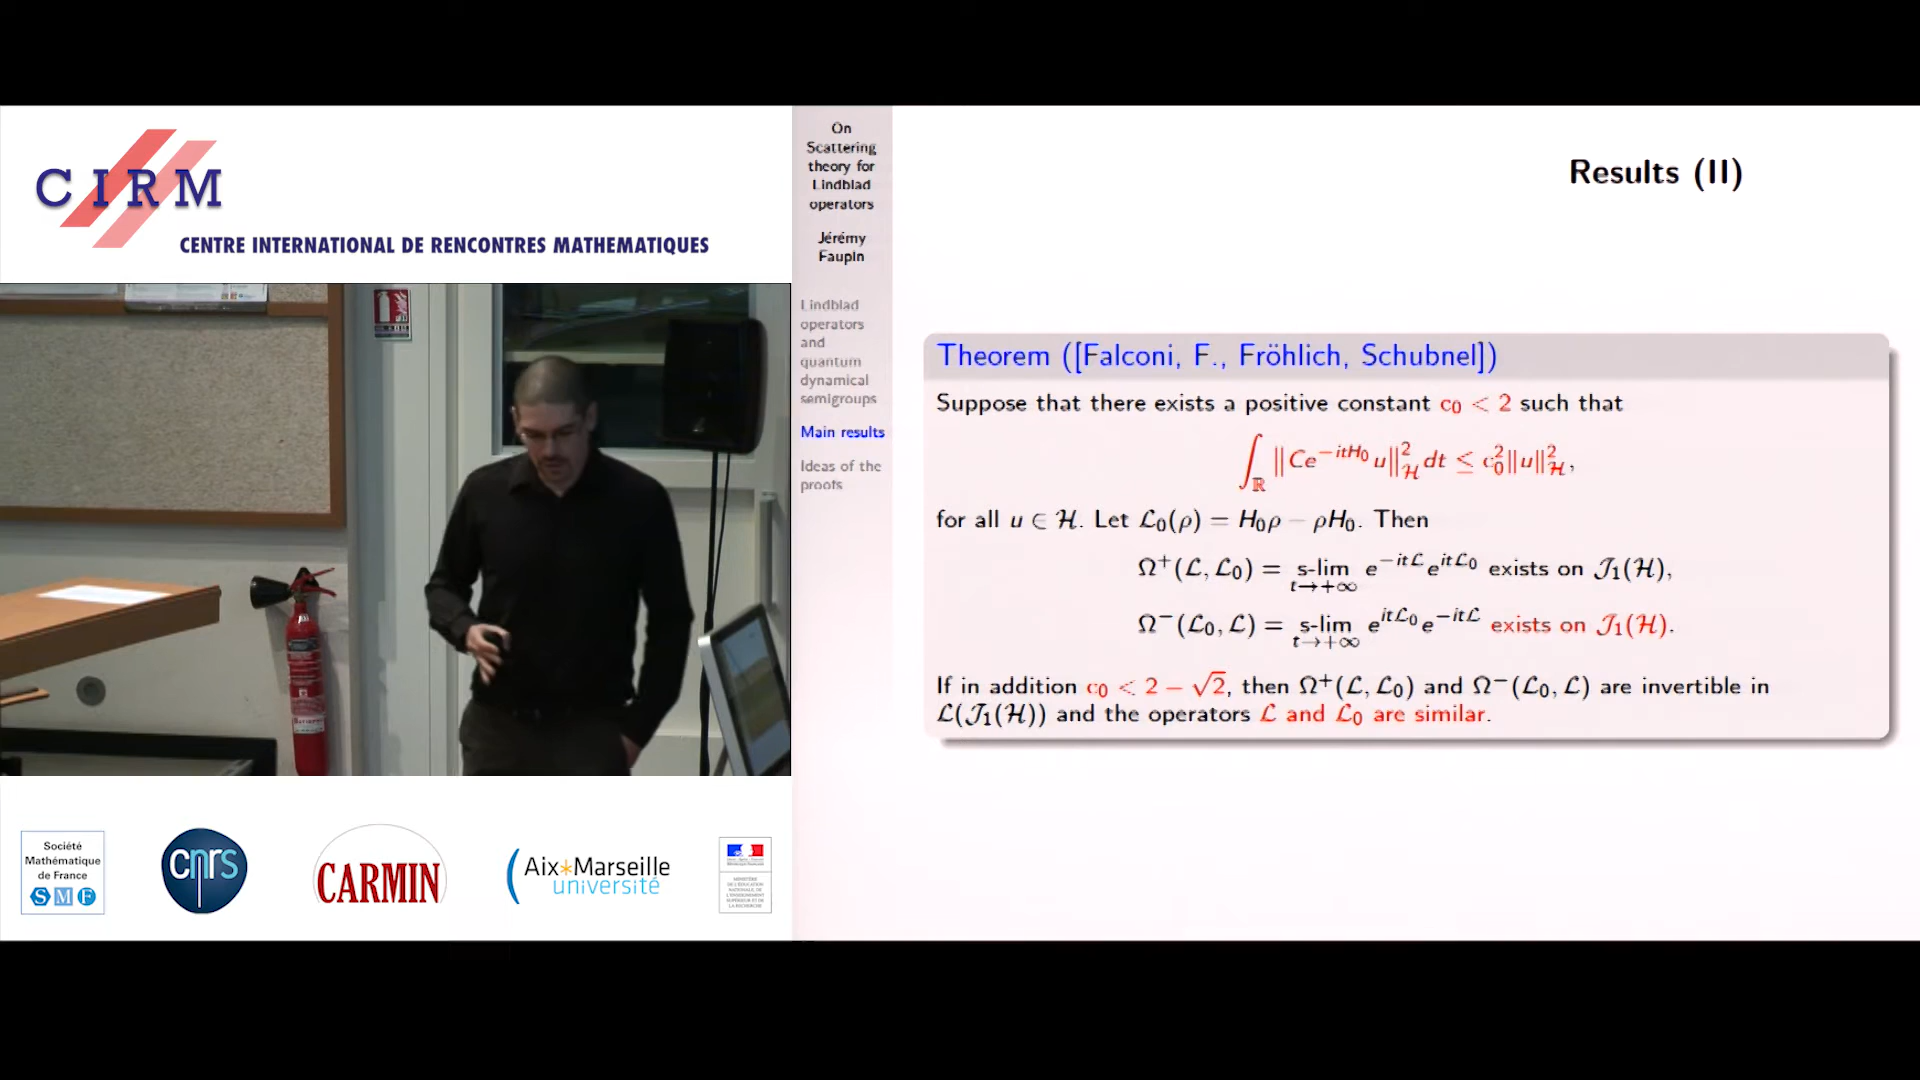 CIRM
CENTRE INTERNATIONAL DE RENCONTRES MATHEMATIQUES
On
Scattering
theory for
Lindblad
operators
Jérémy
Faupin
Lindblad
operators
and
quantum
dynamical
semigroups
Main results
Ideas of the
proofs
Results (II)
Theorem ([Falconi, F., Fröhlich, Schubnel])
Suppose that there exists a positive constant c₀ < 2 such that
∫_ℝ ‖Ce^{−itH₀}u‖²_ℋ dt ≤ c₀²‖u‖²_ℋ,
for all u ∈ ℋ. Let ℒ₀(ρ) = H₀ρ − ρH₀. Then
Ω⁺(ℒ, ℒ₀) = s-lim_{t→+∞} e^{−itℒ}e^{itℒ₀} exists on 𝒥₁(ℋ),
Ω⁻(ℒ₀, ℒ) = s-lim_{t→+∞} e^{itℒ₀}e^{−itℒ} exists on 𝒥₁(ℋ).
If in addition c₀ < 2 − √2, then Ω⁺(ℒ, ℒ₀) and Ω⁻(ℒ₀, ℒ) are invertible in
ℒ(𝒥₁(ℋ)) and the operators ℒ and ℒ₀ are similar.
Société
Mathématique
de France
SMF
cnrs
CARMIN
Aix*Marseille
université